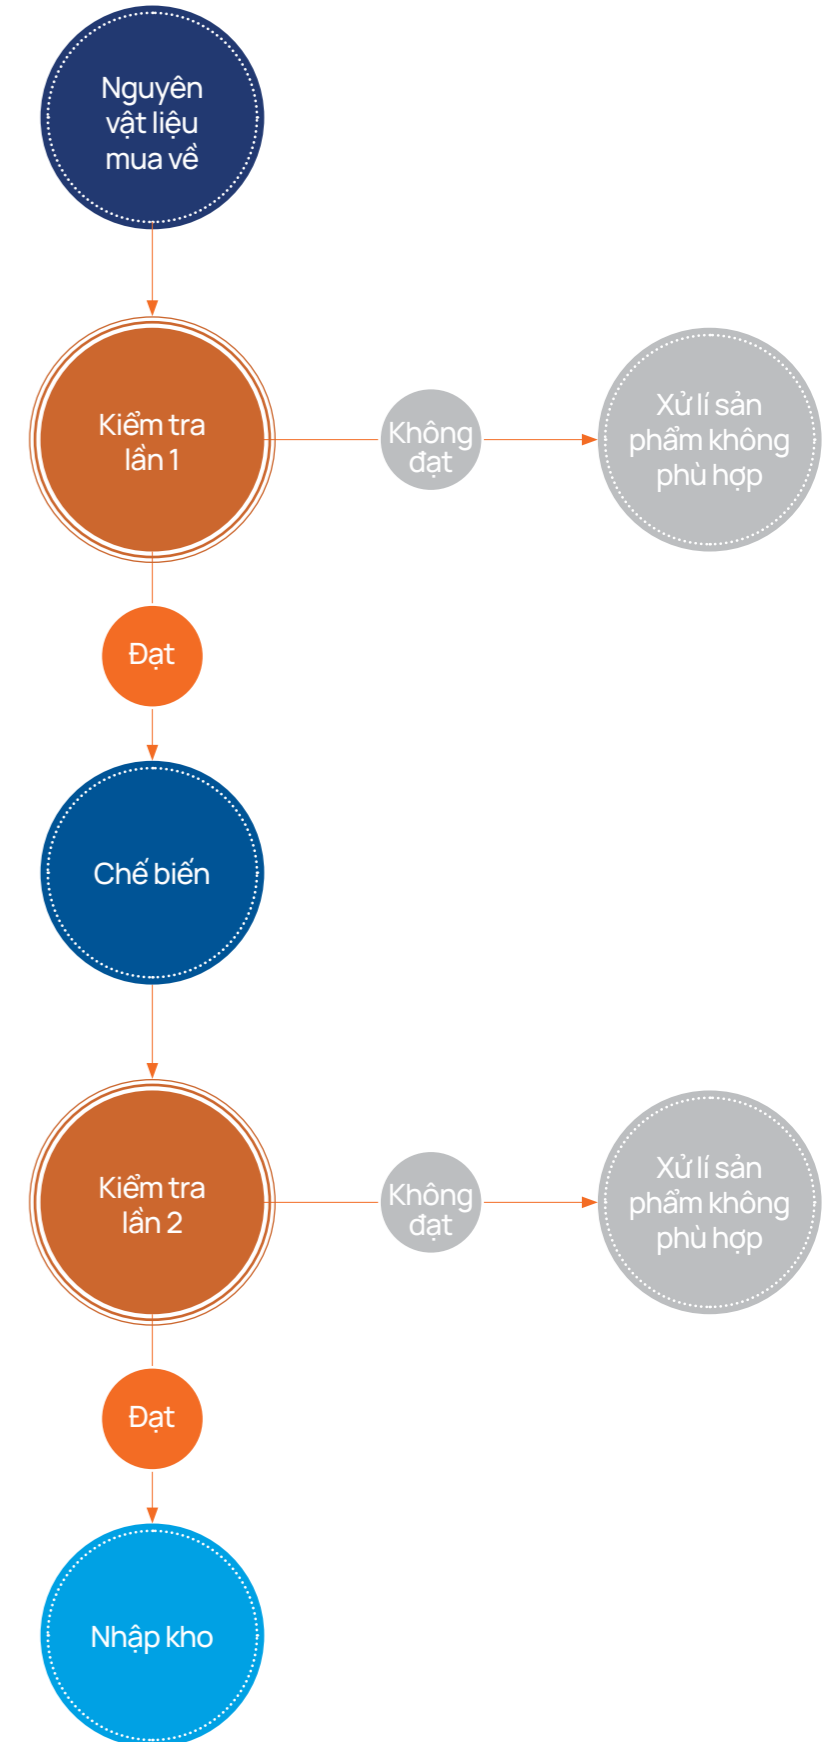 Nguyên
vật liệu
mua về
Kiểm tra
lần 1
Không
đạt
Xử lí sản
phẩm không
phù hợp
Đạt
Chế biến
Kiểm tra
lần 2
Không
đạt
Xử lí sản
phẩm không
phù hợp
Đạt
Nhập kho